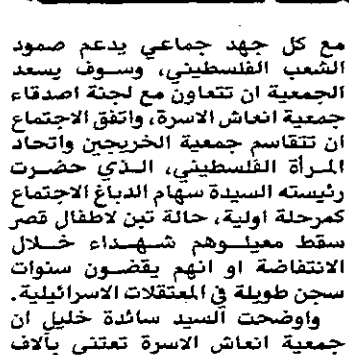 مع كل جهد جماعي يدعم صمود
الشعب الفلسطيني، وسوف يسعد
الجمعية ان تتعاون مع لجنة اصدقاء
جمعية انعاش الاسرة، واتفق الاجتماع
ان تتقاسم جمعية الخريجين واتحاد
المرأة الفلسطيني، الذي حضرت
رئيسته السيدة سهام الدباغ الاجتماع
كمرحلة اولية، حالة تبن لاطفال قصر
سقط معيلوهم شهداء خلال
الانتفاضة او انهم يقضون سنوات
سجن طويلة في المعتقلات الاسرائيلية.
واوضحت السيد سائدة خليل ان
جمعية انعاش الاسرة تعتني بآلاف